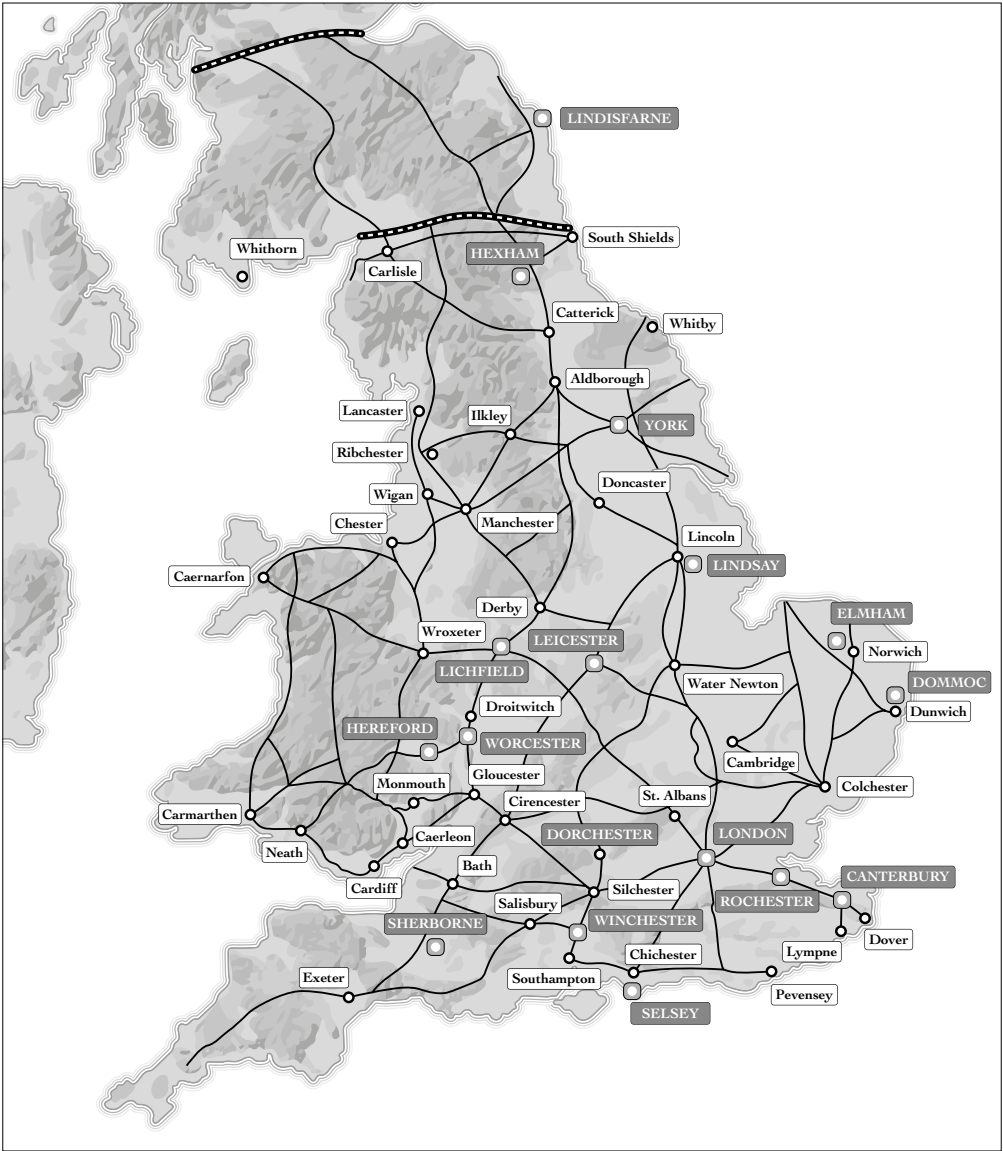 LINDISFARNE
South Shields
Whithorn
HEXHAM
Carlisle
Catterick
Whitby
Aldborough
Lancaster
Ilkley
YORK
Ribchester
Doncaster
Wigan
Chester
Manchester
Lincoln
LINDSAY
Caernarfon
Derby
ELMHAM
Wroxeter
LEICESTER
Norwich
LICHFIELD
Water Newton
DOMMOC
Droitwitch
Dunwich
HEREFORD
WORCESTER
Cambridge
Gloucester
Monmouth
Colchester
St. Albans
Cirencester
Carmarthen
Caerleon
DORCHESTER
LONDON
Neath
Bath
CANTERBURY
Cardiff
Silchester
ROCHESTER
Salisbury
SHERBORNE
WINCHESTER
Dover
Chichester
Lympne
Exeter
Southampton
Pevensey
SELSEY